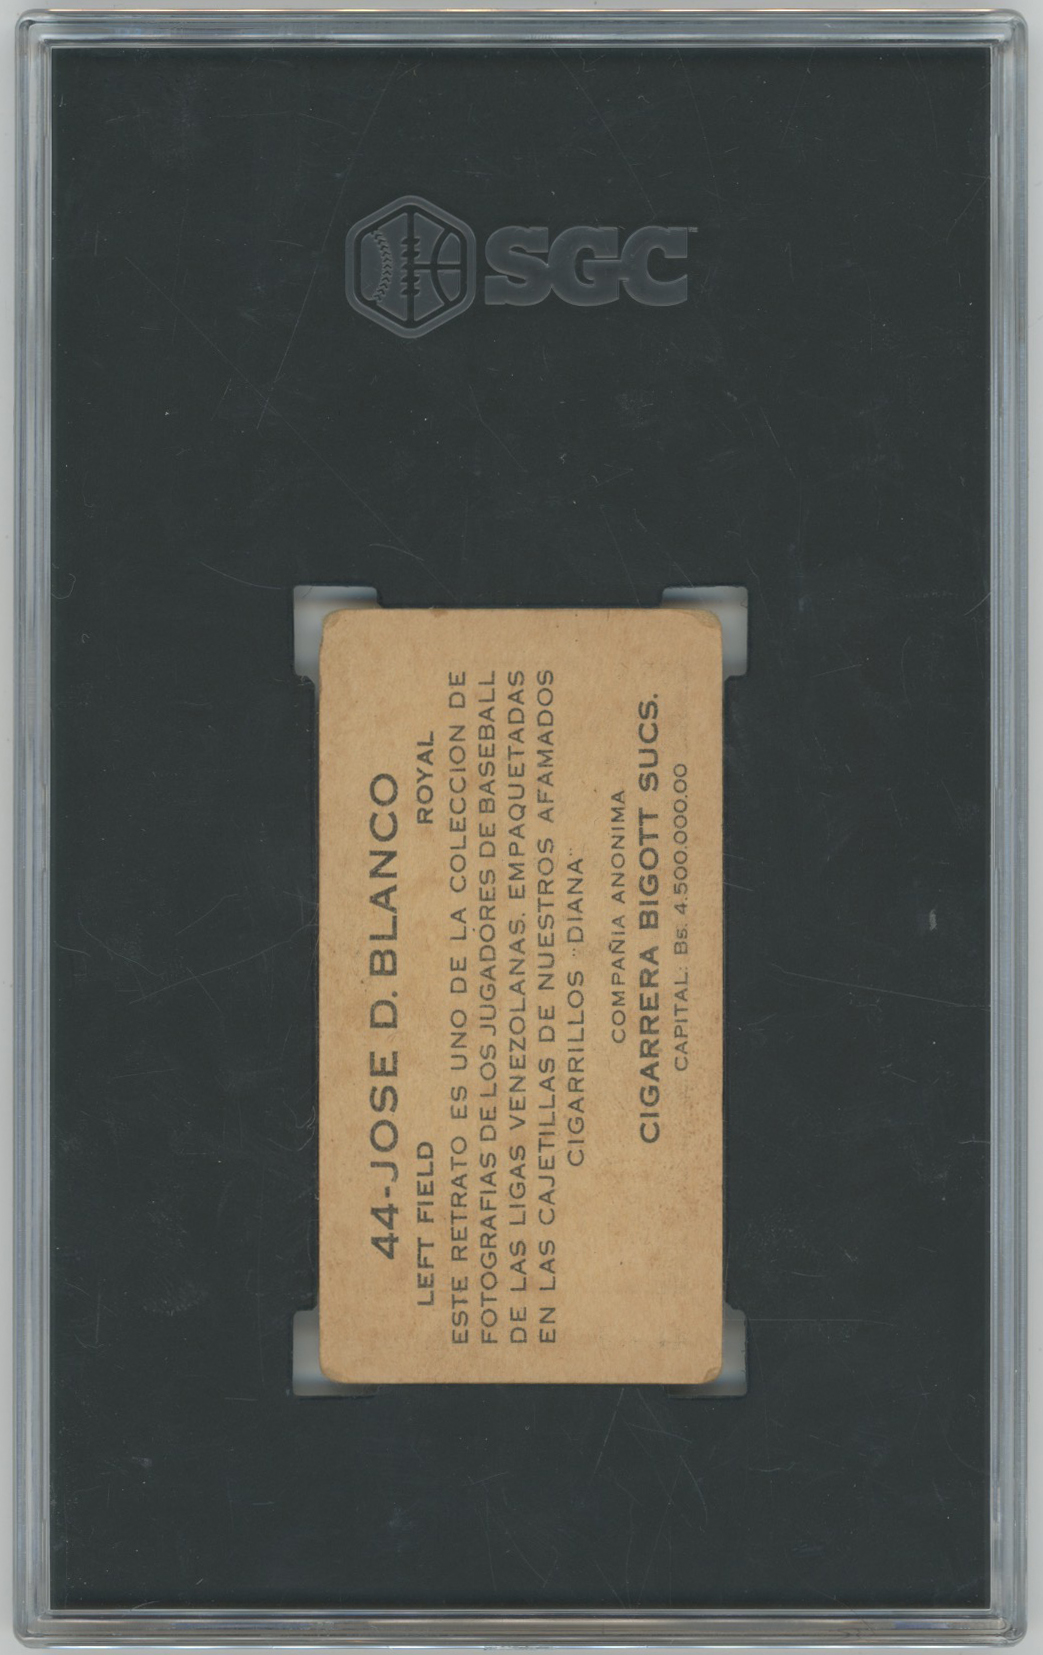 SGC
44-JOSE D. BLANCO
LEFT FIELD ROYAL
ESTE RETRATO ES UNO DE LA COLECCION DE
FOTOGRAFIAS DE LOS JUGADORES DE BASEBALL
DE LAS LIGAS VENEZOLANAS. EMPAQUETADAS
EN LAS CAJETILLAS DE NUESTROS AFAMADOS
CIGARRILLOS "DIANA"
COMPAÑIA ANONIMA
CIGARRERA BIGOTT SUCS.
CAPITAL: Bs. 4.500.000.00